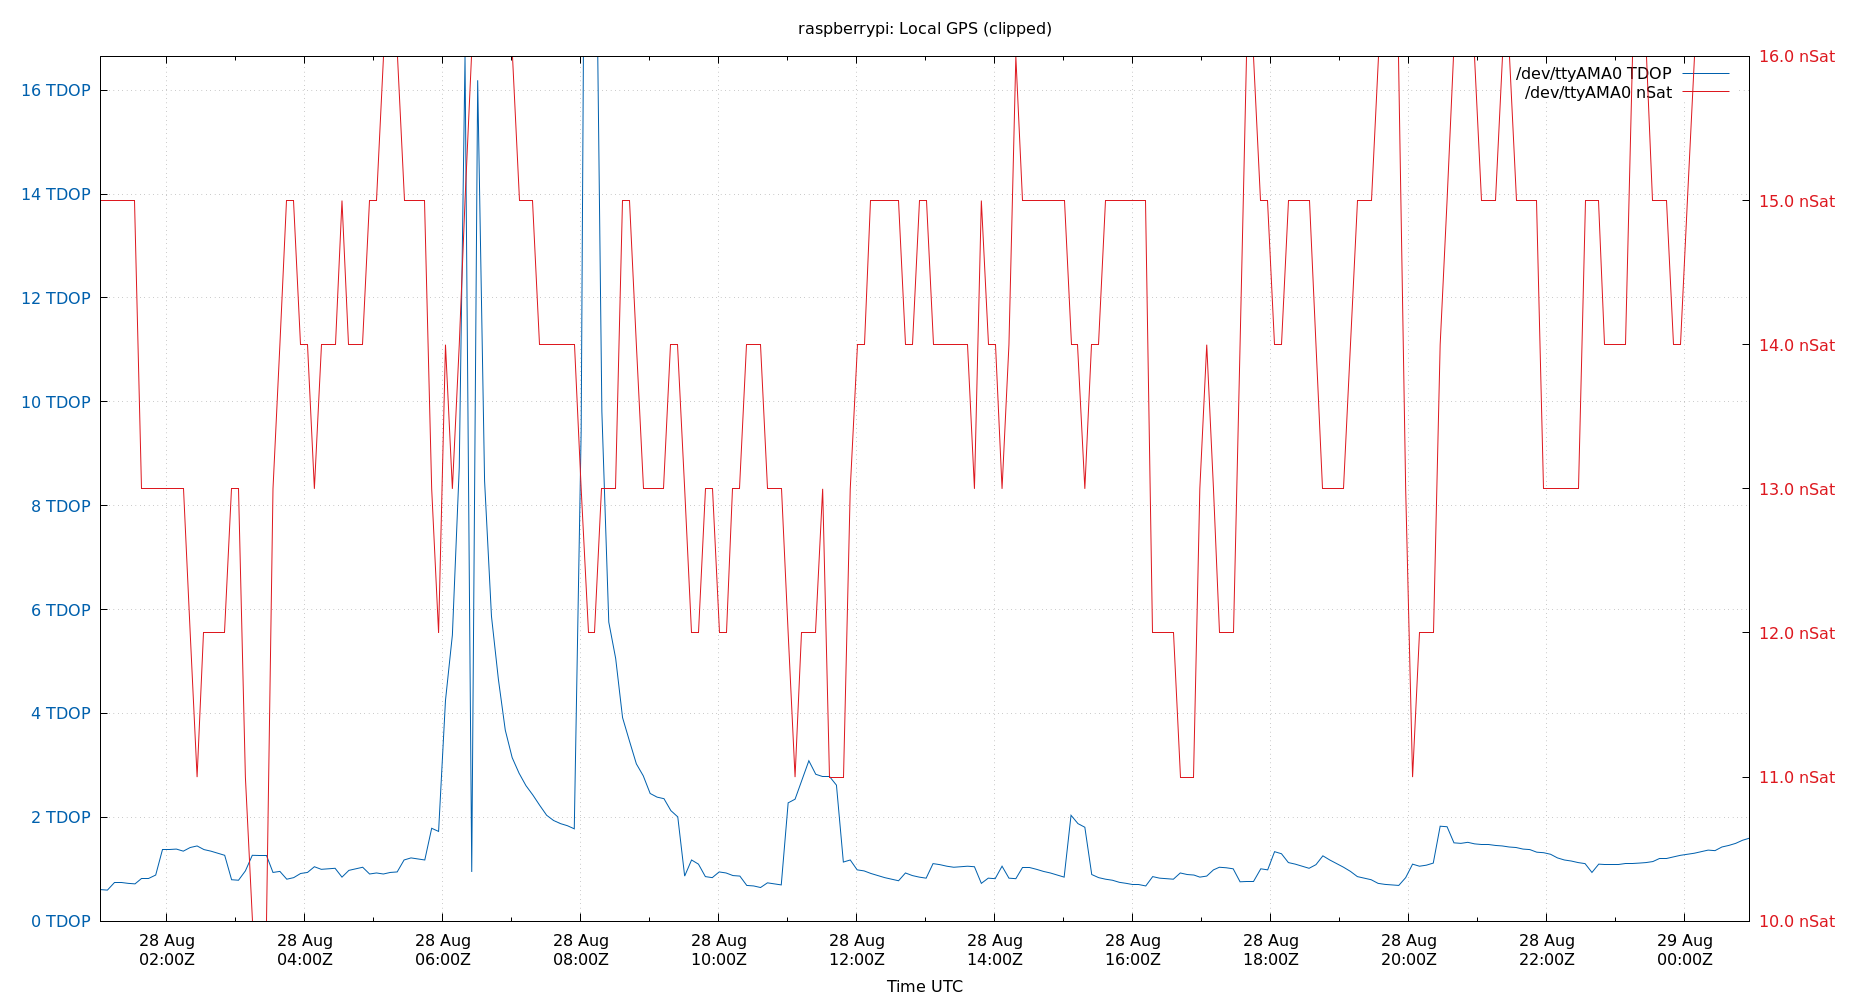 raspberrypi: Local GPS (clipped)
/dev/ttyAMA0 TDOP
/dev/ttyAMA0 nSat
16 TDOP
14 TDOP
12 TDOP
10 TDOP
8 TDOP
6 TDOP
4 TDOP
2 TDOP
0 TDOP
16.0 nSat
15.0 nSat
14.0 nSat
13.0 nSat
12.0 nSat
11.0 nSat
10.0 nSat
28 Aug
02:00Z
28 Aug
04:00Z
28 Aug
06:00Z
28 Aug
08:00Z
28 Aug
10:00Z
28 Aug
12:00Z
28 Aug
14:00Z
28 Aug
16:00Z
28 Aug
18:00Z
28 Aug
20:00Z
28 Aug
22:00Z
29 Aug
00:00Z
Time UTC